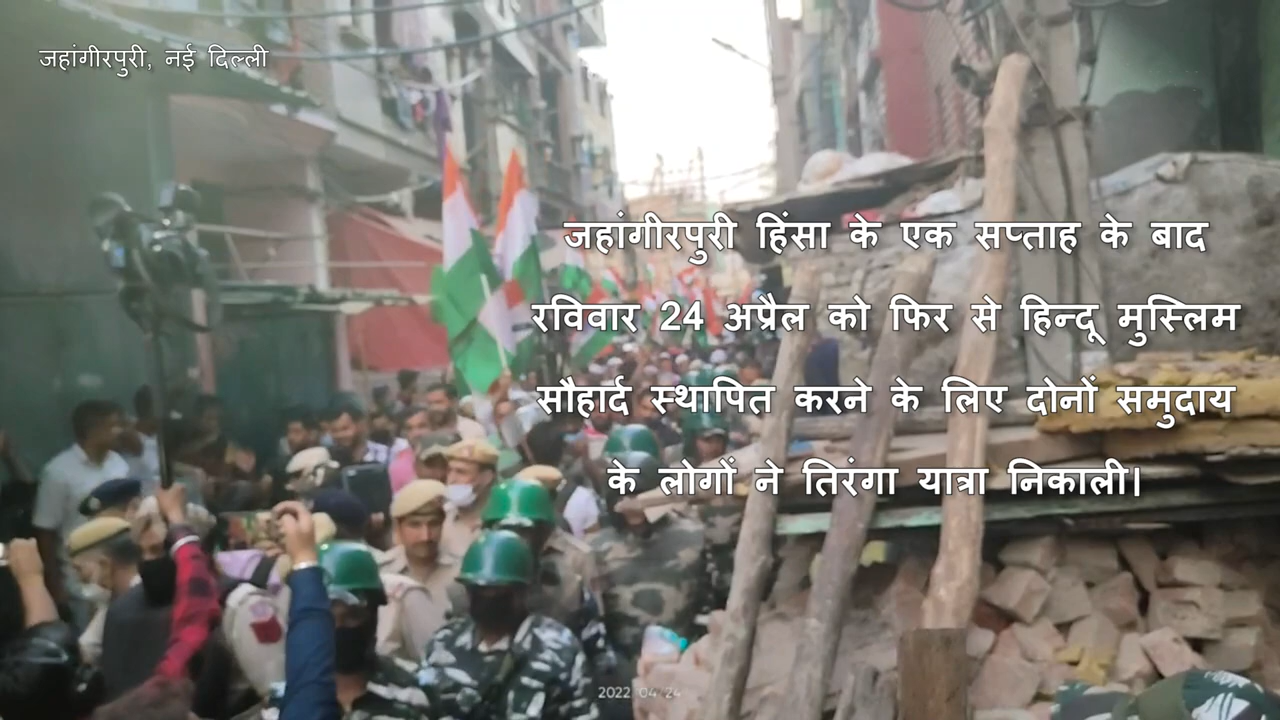 जहांगीरपुरी, नई दिल्ली
जहांगीरपुरी हिंसा के एक सप्ताह के बाद
रविवार 24 अप्रैल को फिर से हिन्दू मुस्लिम
सौहार्द स्थापित करने के लिए दोनों समुदाय
के लोगों ने तिरंगा यात्रा निकाली।
2022 04 24